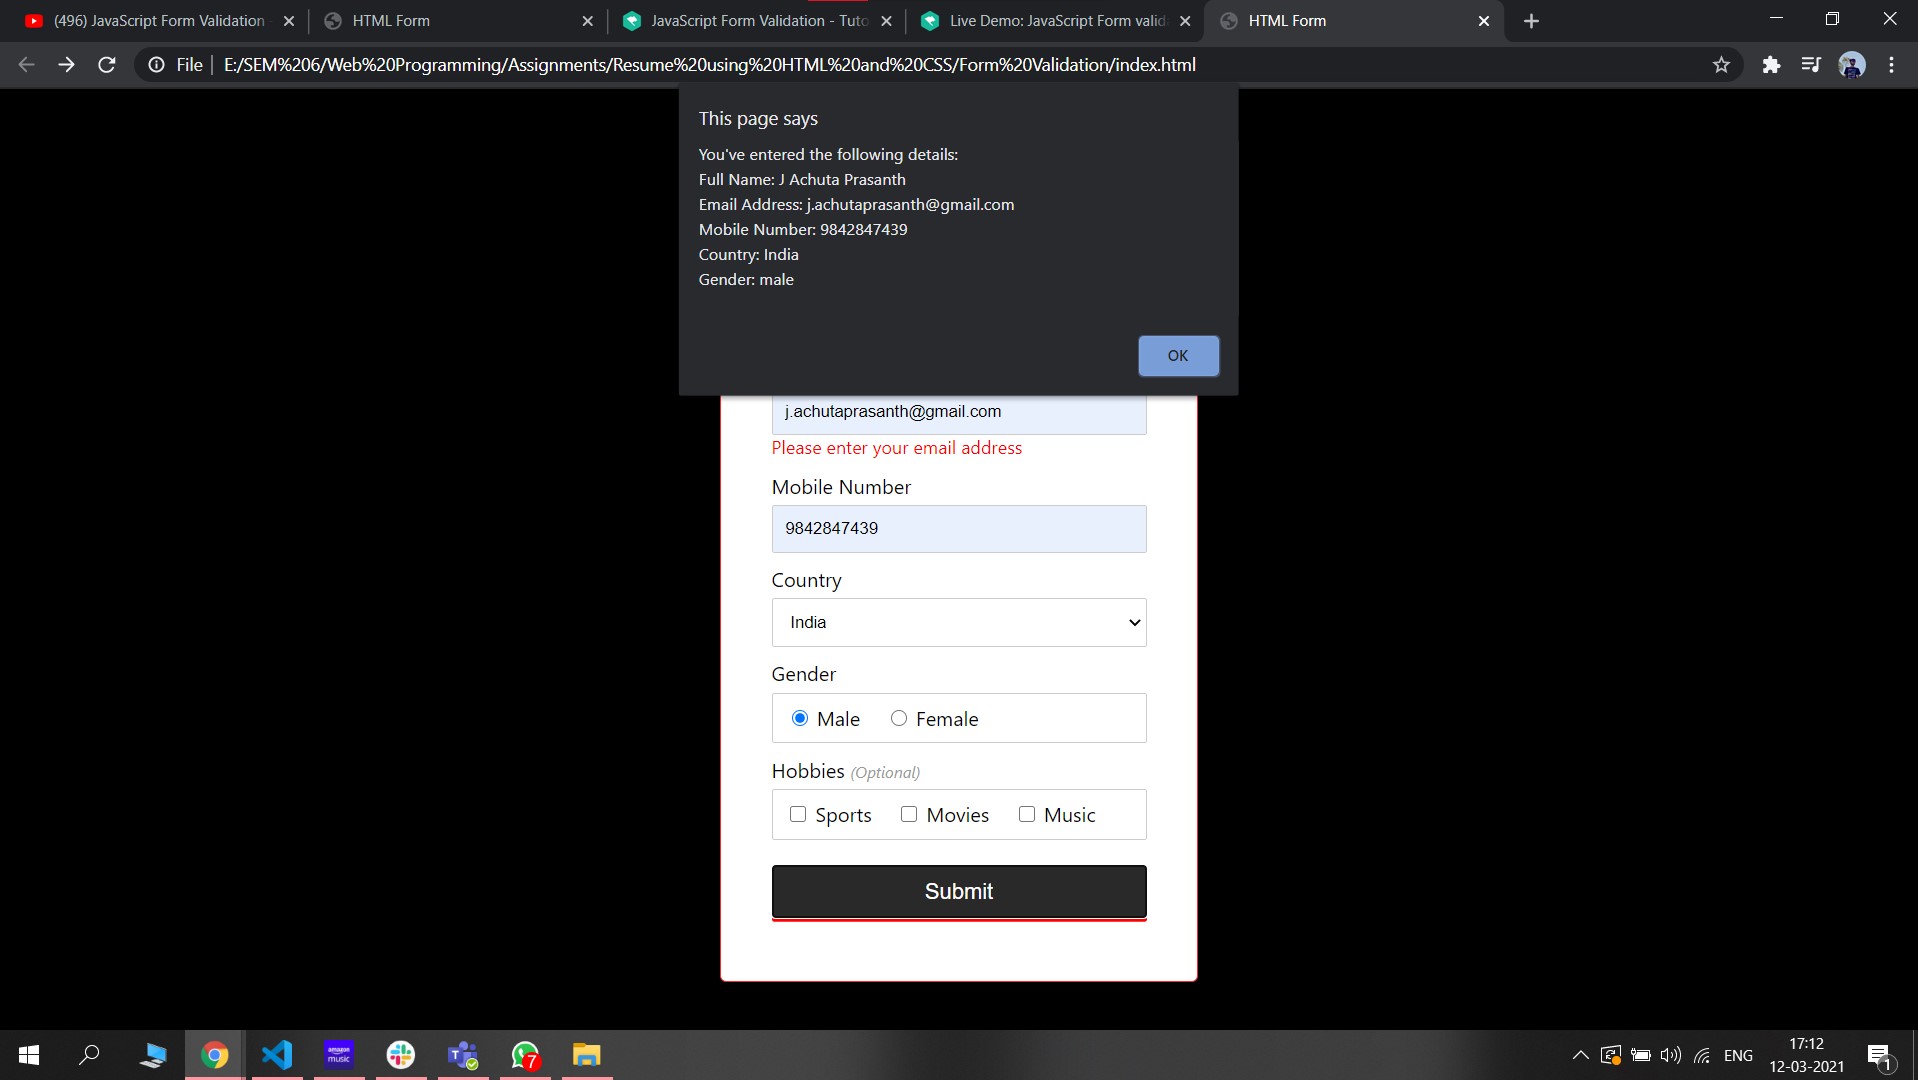 (496) JavaScript Form Validation
HTML Form
JavaScript Form Validation - Tuto
Live Demo: JavaScript Form valid
HTML Form
File
E:/SEM%206/Web%20Programming/Assignments/Resume%20using%20HTML%20and%20CSS/Form%20Validation/index.html
This page says
You've entered the following details:
Full Name: J Achuta Prasanth
Email Address: j.achutaprasanth@gmail.com
Mobile Number: 9842847439
Country: India
Gender: male
OK
j.achutaprasanth@gmail.com
Please enter your email address
Mobile Number
9842847439
Country
India
Gender
Male Female
Hobbies (Optional)
Sports Movies Music
Submit
amazon
music
7
ENG
17:12
12-03-2021
1